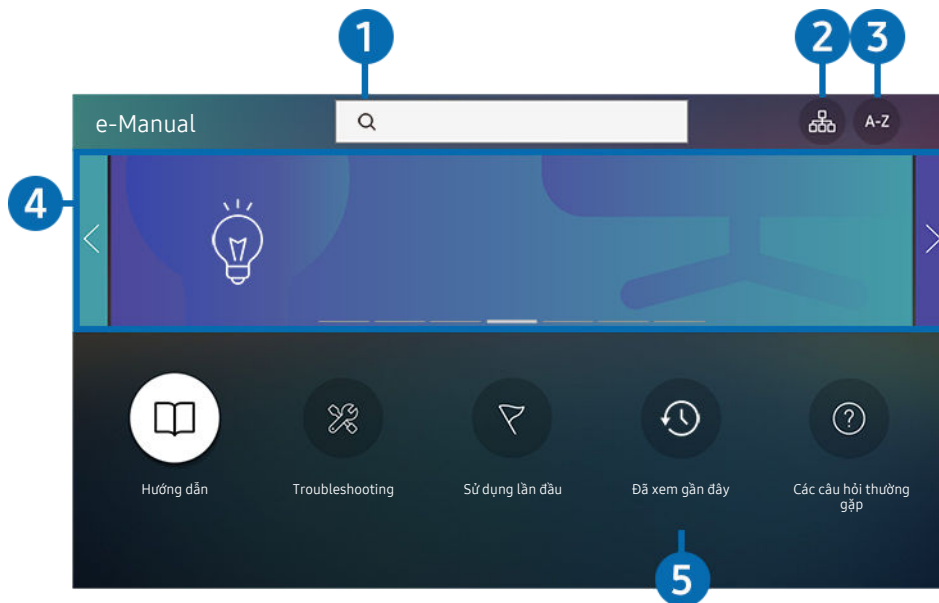 1
2
3
e-Manual
A-Z
4
Hướng dẫn
Troubleshooting
Sử dụng lần đầu
Đã xem gần đây
Các câu hỏi thường
gặp
5